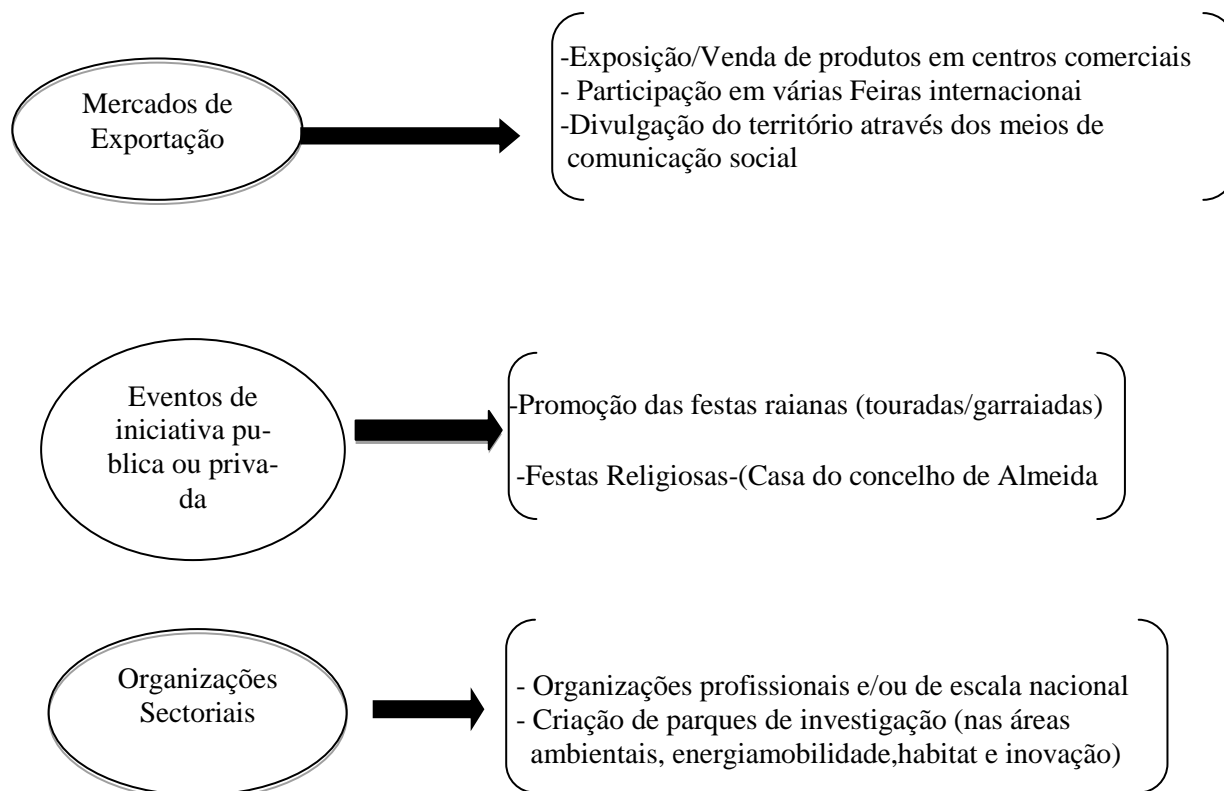 Mercados de
Exportação
-Exposição/Venda de produtos em centros comerciais
- Participação em várias Feiras internacionai
-Divulgação do território através dos meios de
comunicação social
Eventos de
iniciativa pu-
blica ou priva-
da
-Promoção das festas raianas (touradas/garraiadas)
-Festas Religiosas-(Casa do concelho de Almeida
Organizações
Sectoriais
- Organizações profissionais e/ou de escala nacional
- Criação de parques de investigação (nas áreas
ambientais, energiamobilidade,habitat e inovação)